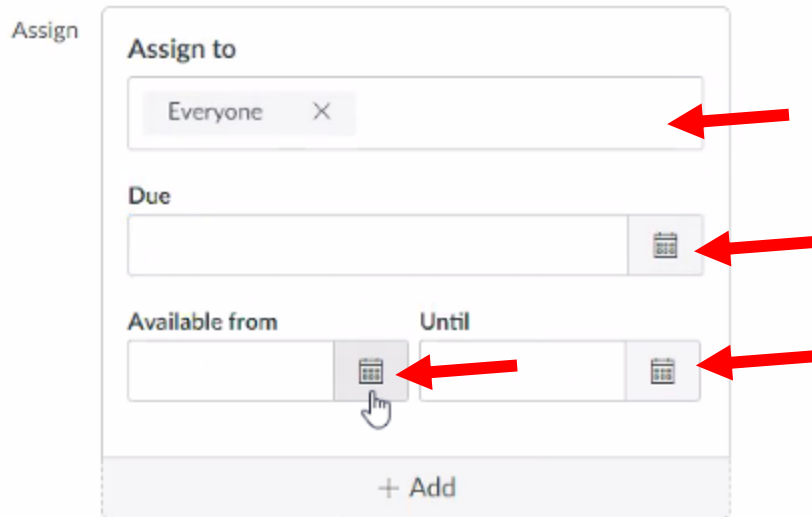 Assign
Assign to
Everyone ×
Due
Available from
Until
+ Add